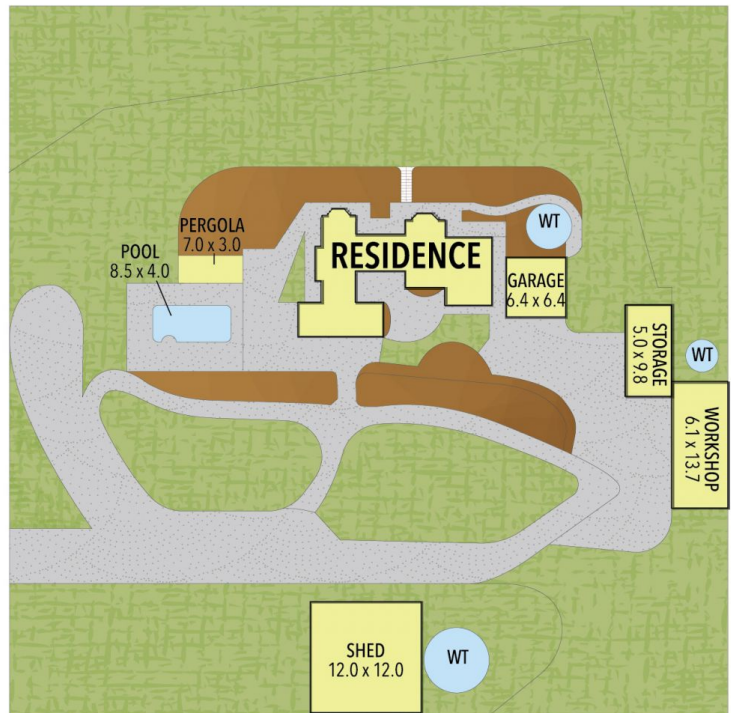 PERGOLA
7.0 x 3.0
POOL
8.5 x 4.0
RESIDENCE
WT
GARAGE
6.4 x 6.4
STORAGE
5.0 x 9.8
WT
WORKSHOP
6.1 x 13.7
SHED
12.0 x 12.0
WT